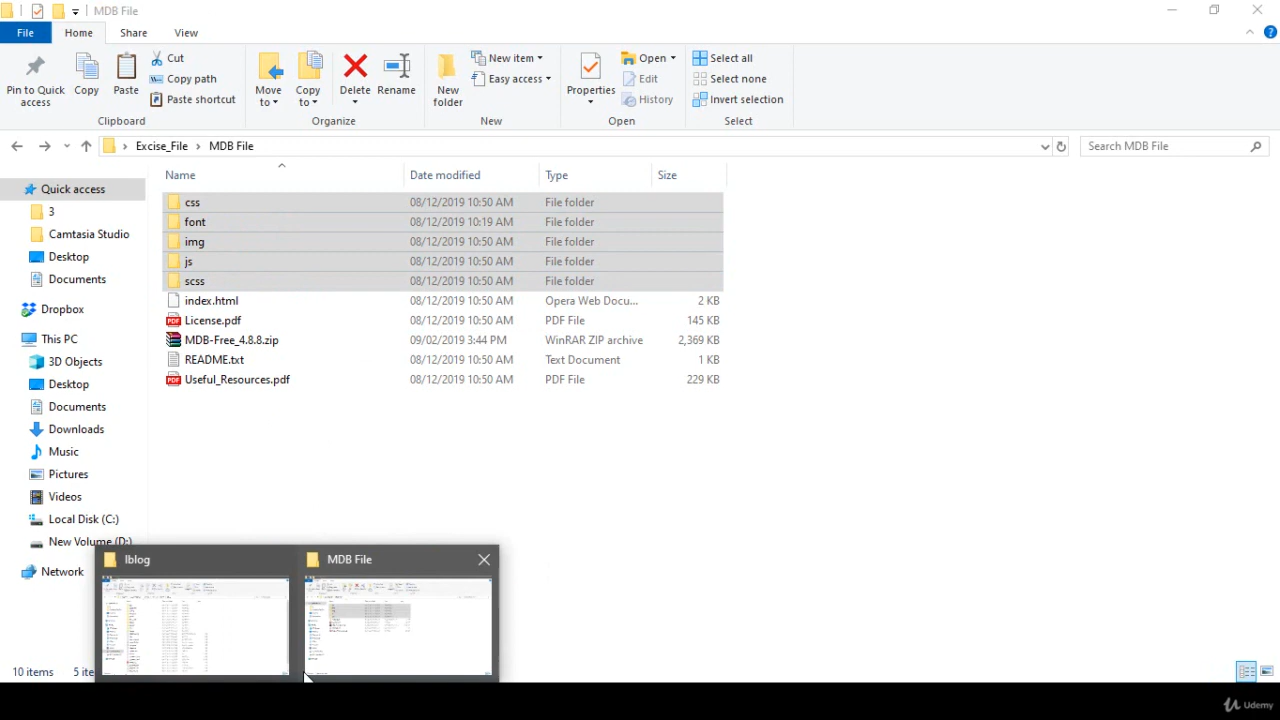 MDB File
File Home Share View
Pin to Quick access
Copy
Paste
Cut
Copy path
Paste shortcut
Clipboard
Move to
Copy to
Delete
Rename
Organize
New folder
New item
Easy access
New
Properties
Open
Edit
History
Open
Select all
Select none
Invert selection
Select
Excise_File > MDB File
Search MDB File
Name Date modified Type Size
Quick access
3
Camtasia Studio
Desktop
Documents
Dropbox
This PC
3D Objects
Desktop
Documents
Downloads
Music
Pictures
Videos
Local Disk (C:)
New Volume (D:)
Network
css 08/12/2019 10:50 AM File folder
font 08/12/2019 10:19 AM File folder
img 08/12/2019 10:50 AM File folder
js 08/12/2019 10:50 AM File folder
scss 08/12/2019 10:50 AM File folder
index.html 08/12/2019 10:50 AM Opera Web Docu... 2 KB
License.pdf 08/12/2019 10:50 AM PDF File 145 KB
MDB-Free_4.8.8.zip 09/02/2019 3:44 PM WinRAR ZIP archive 2,369 KB
README.txt 08/12/2019 10:50 AM Text Document 1 KB
Useful_Resources.pdf 08/12/2019 10:50 AM PDF File 229 KB
lblog
MDB File
10 items 5 ite
Udemy